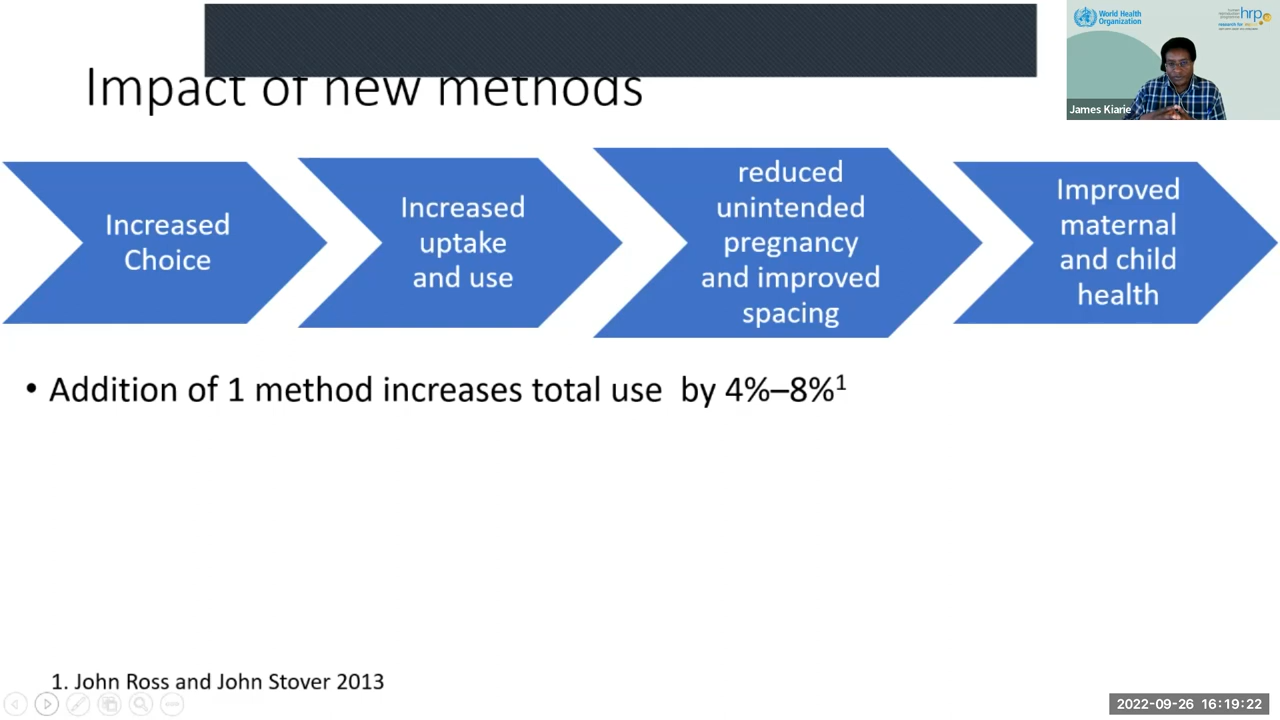 World Health
Organization
hrp
James Kiarie
Impact of new methods
Increased
Choice
Increased
uptake
and use
reduced
unintended
pregnancy
and improved
spacing
Improved
maternal
and child
health
• Addition of 1 method increases total use  by 4%–8%¹
1. John Ross and John Stover 2013
2022-09-26 16:19:22